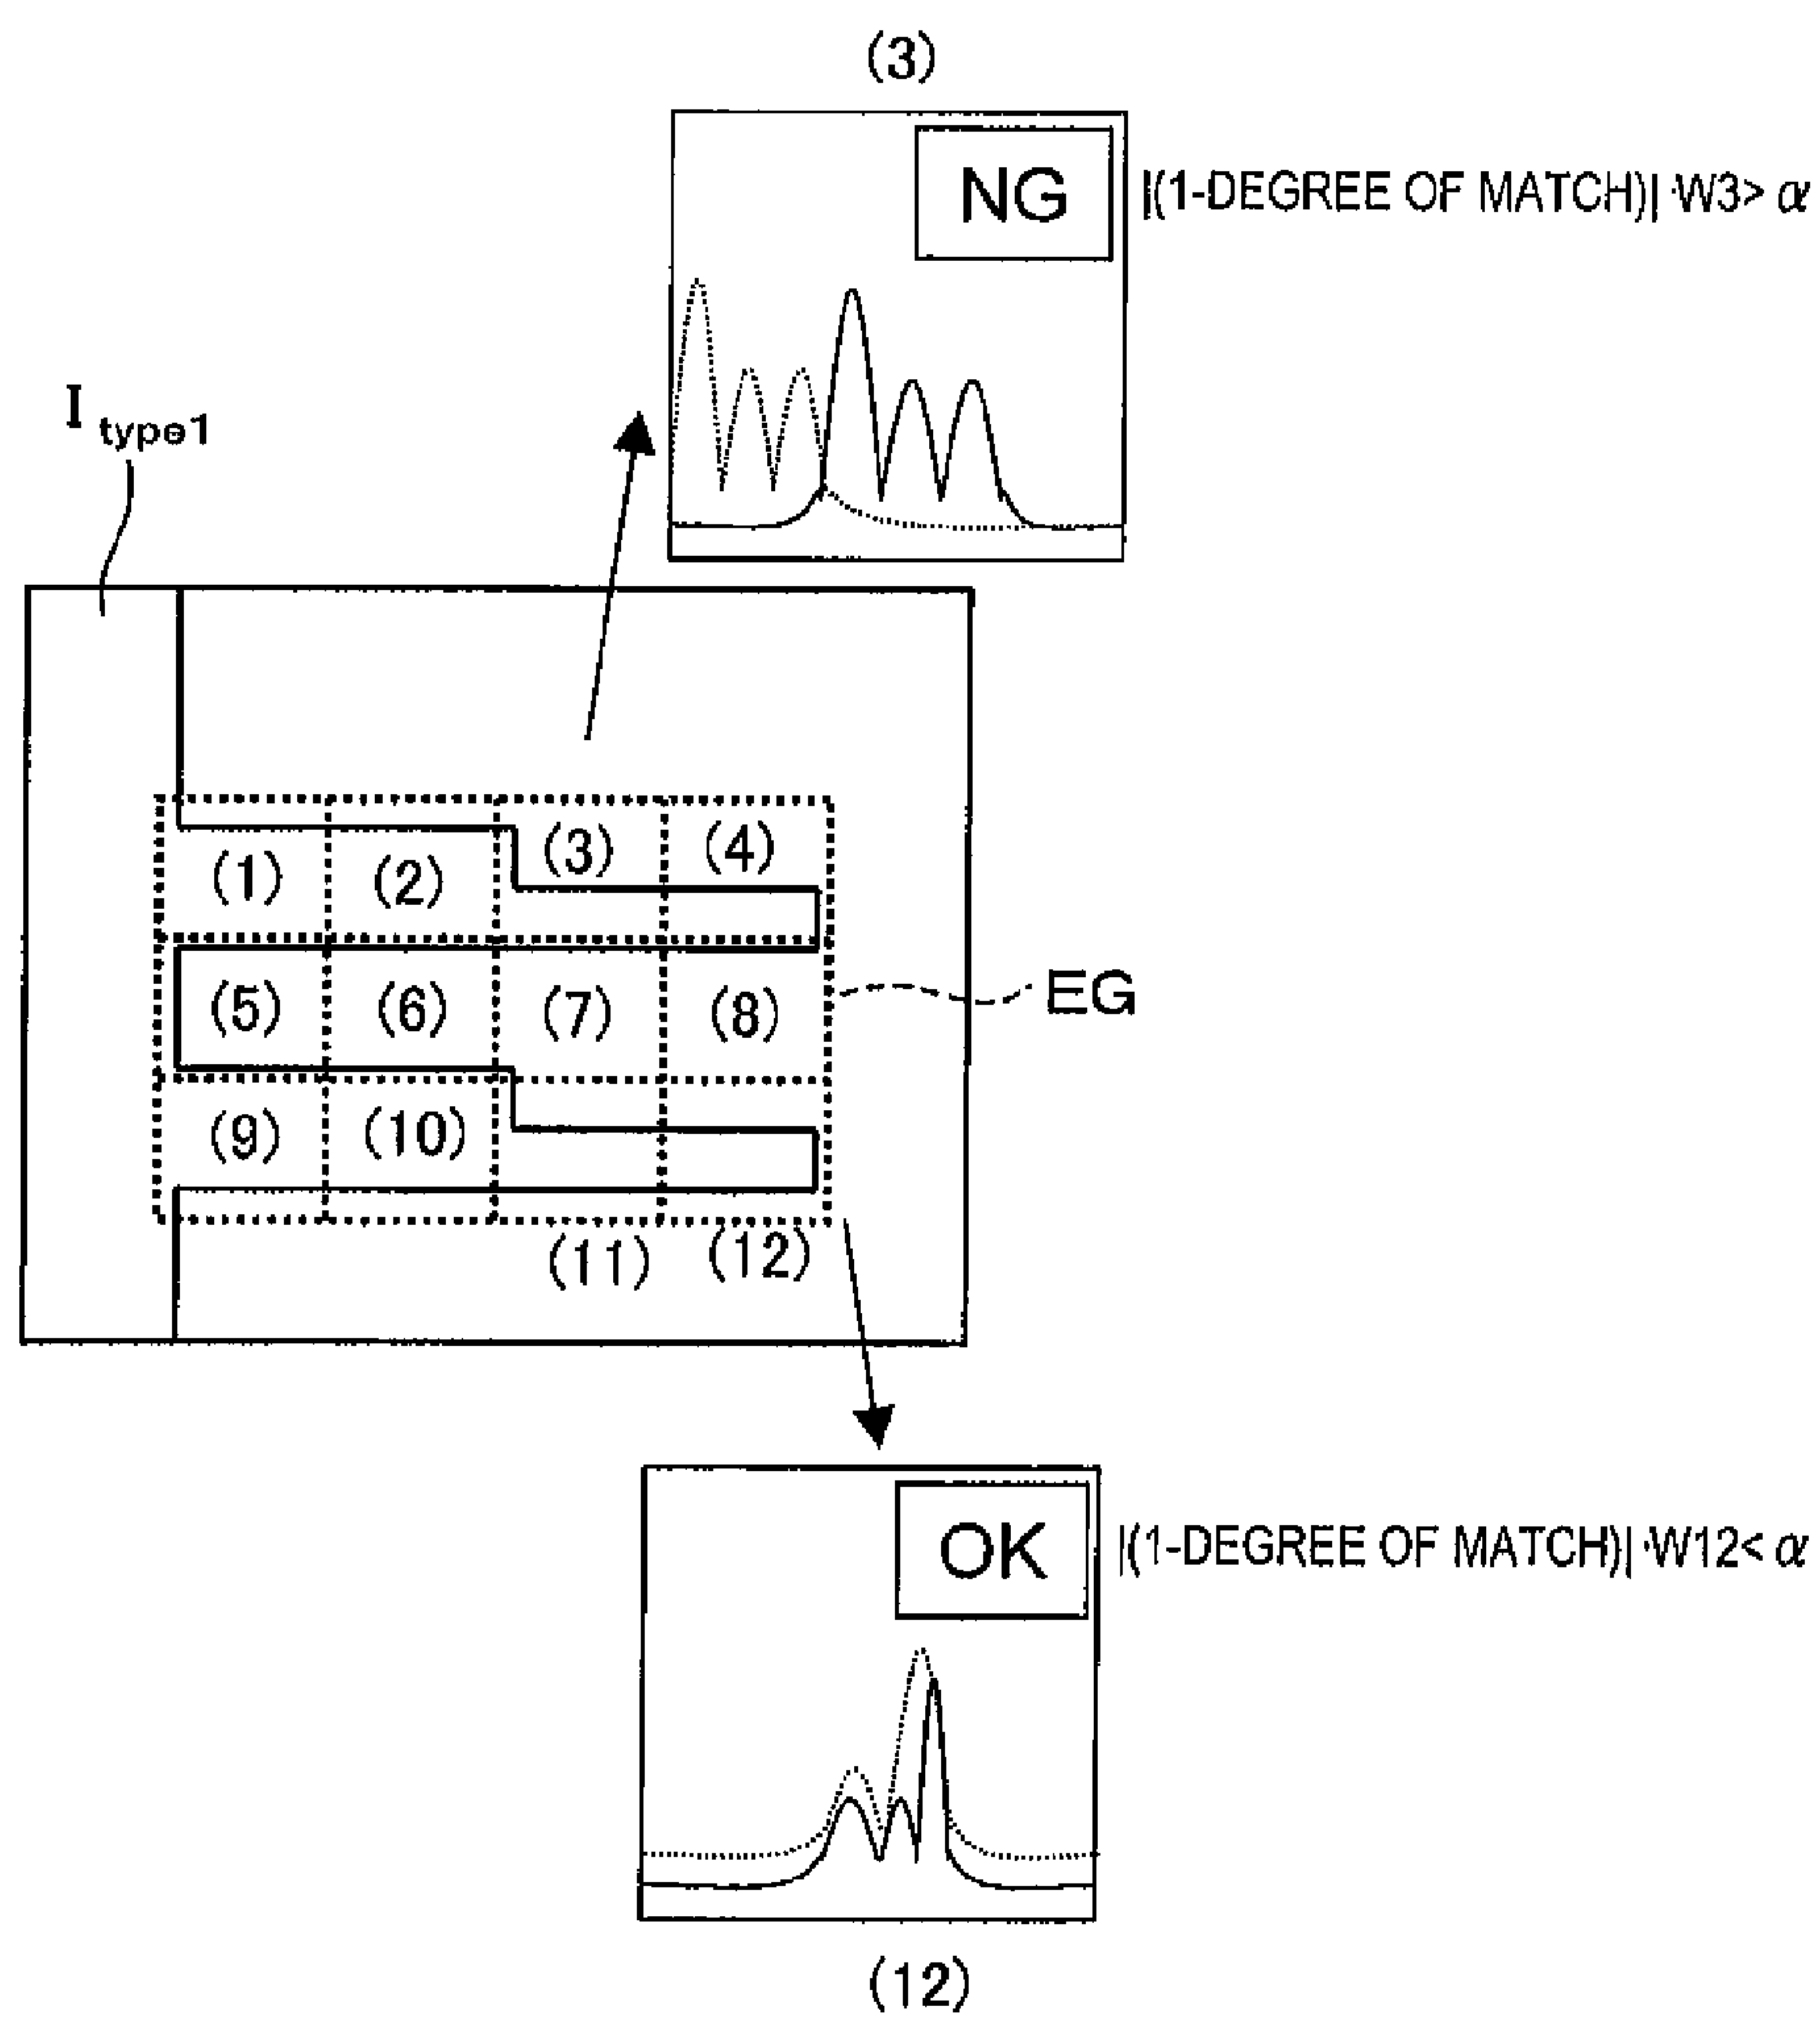 (3)
NG
|(1-DEGREE OF MATCH)|·W3>α
I type1
(1)
(2)
(3)
(4)
(5)
(6)
(7)
(8)
EG
(9)
(10)
(11)
(12)
OK
|(1-DEGREE OF MATCH)|·W12<α
(12)